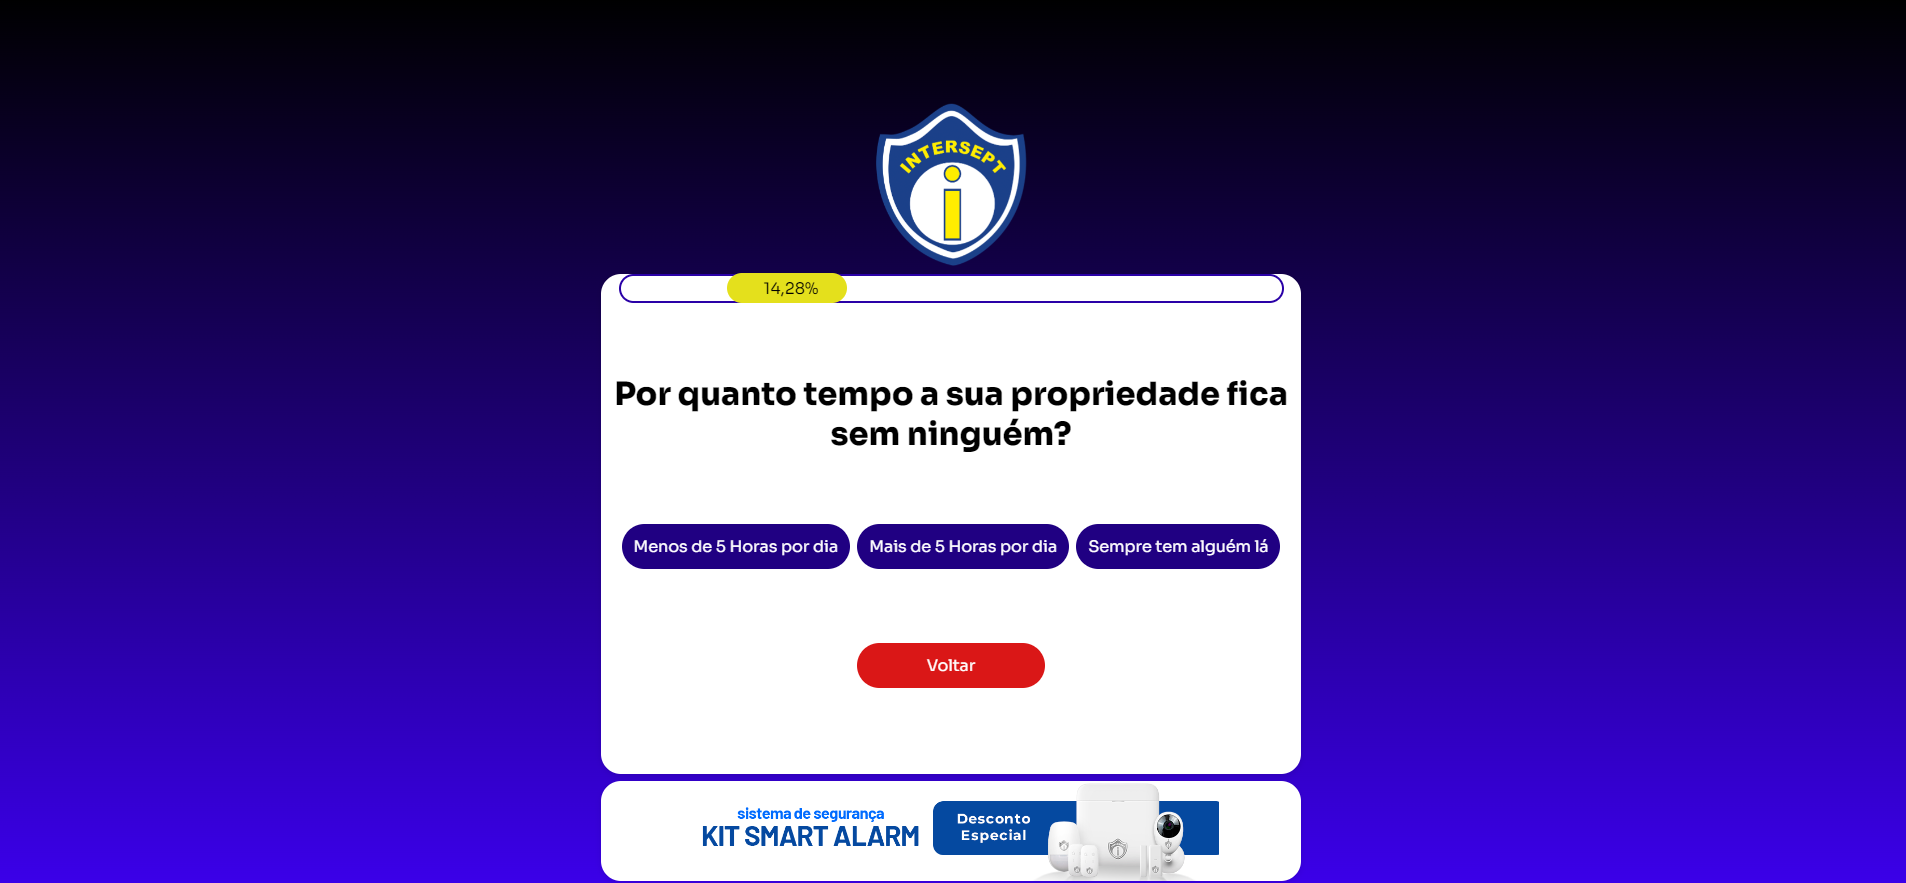 INTERSEPT
i
14,28%
Por quanto tempo a sua propriedade fica
sem ninguém?
Menos de 5 Horas por dia
Mais de 5 Horas por dia
Sempre tem alguém lá
Voltar
sistema de segurança
KIT SMART ALARM
Desconto
Especial